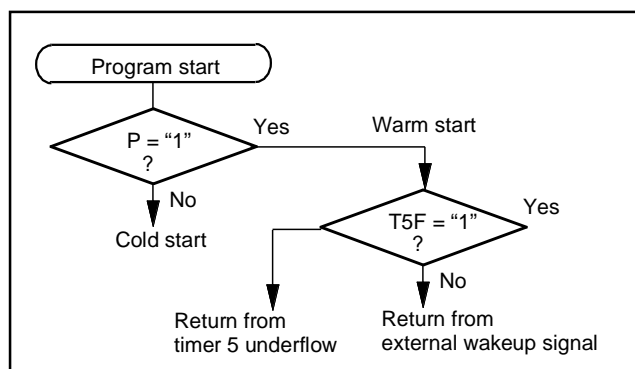 Program start
P = “1”
?
Yes
No
Cold start
Warm start
T5F = “1”
?
Yes
No
Return from
timer 5 underflow
Return from
external wakeup signal